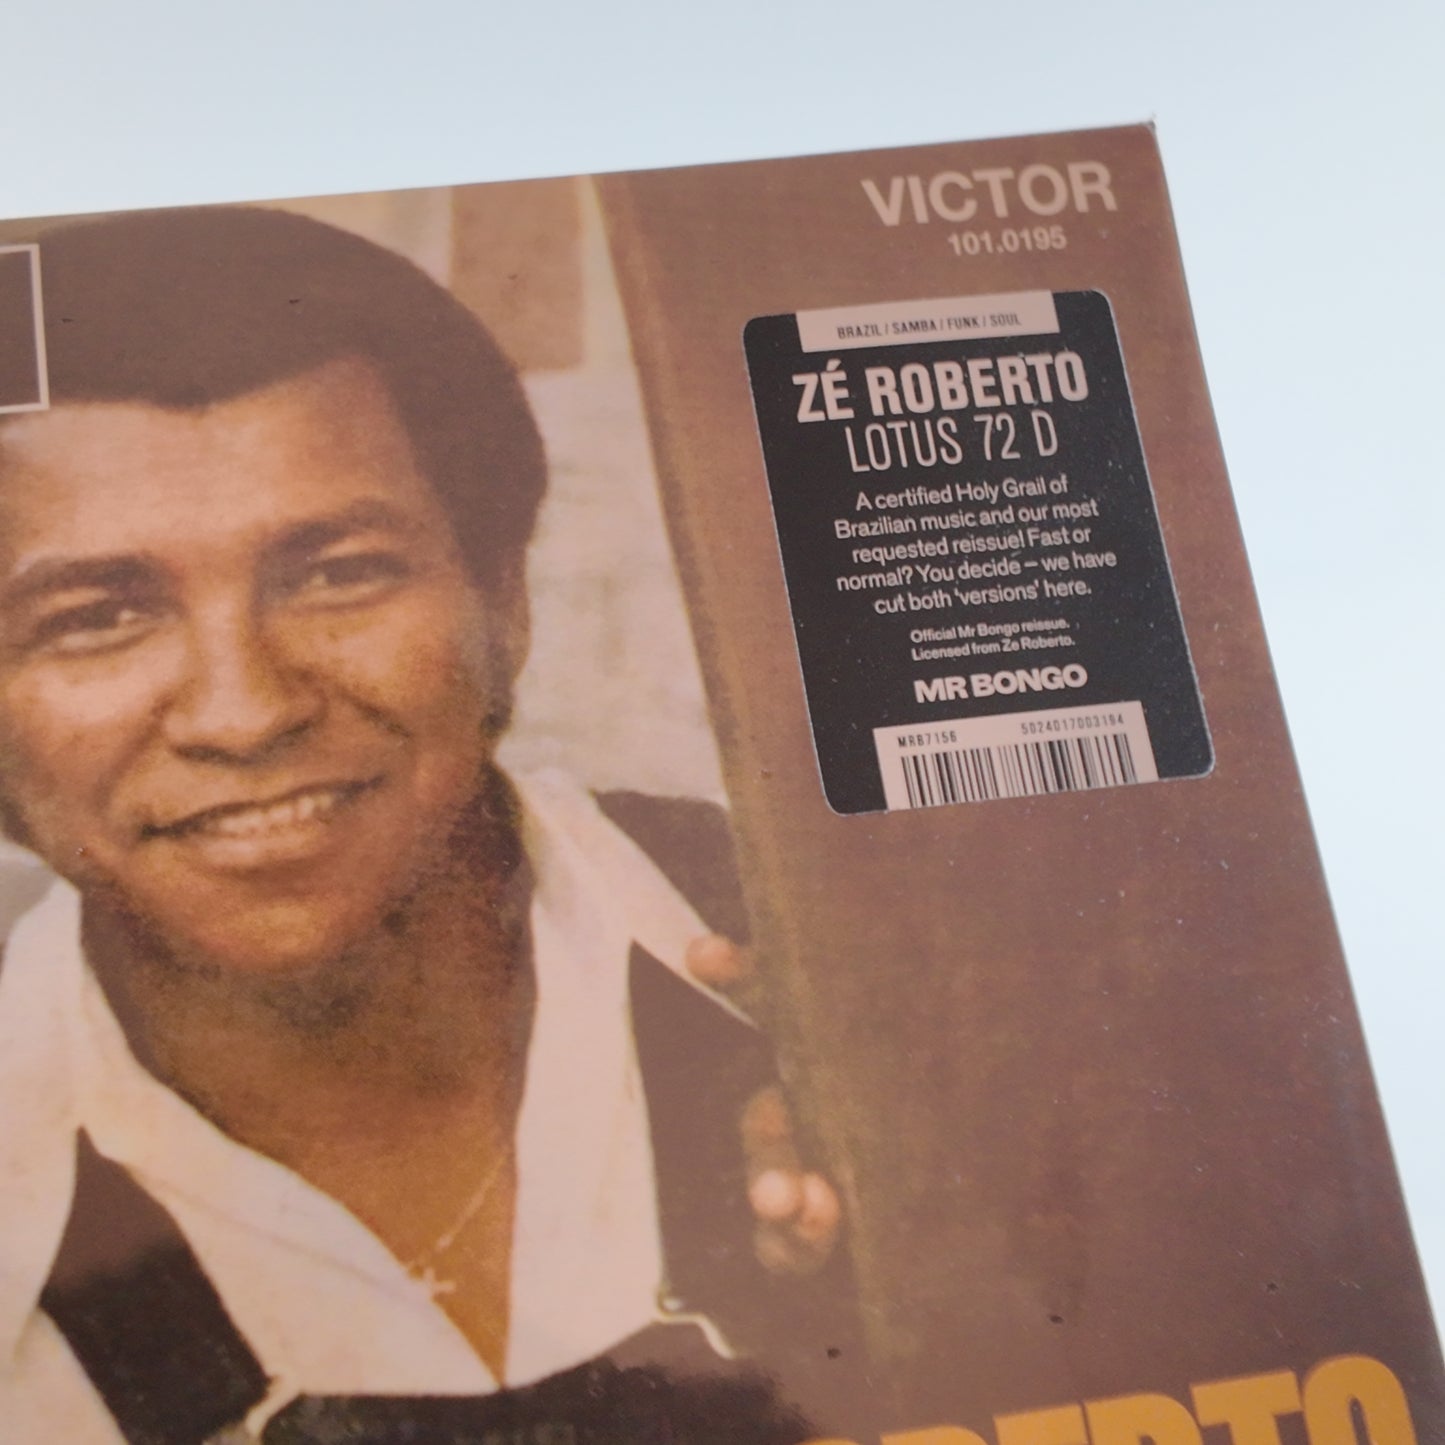 VICTOR
101.0195
BRAZIL / SAMBA / FUNK / SOUL
ZÉ ROBERTO
LOTUS 72 D
A certified Holy Grail of
Brazilian music and our most
requested reissue! Fast or
normal? You decide – we have
cut both ‘versions’ here.
Official Mr Bongo reissue.
Licensed from Ze Roberto.
MR BONGO
MRB7156 5024017003194
OBERTO